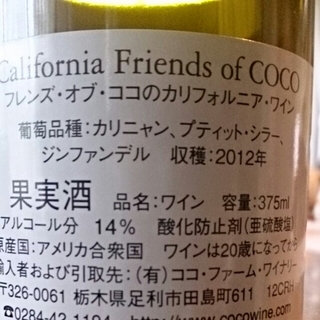 California Friends of COCO
フレンズ・オブ・ココのカリフォルニア・ワイン
葡萄品種：カリニャン、プティット・シラー、
ジンファンデル 収穫：2012年
果実酒 品名：ワイン 容量：375ml
アルコール分 14% 酸化防止剤（亜硫酸塩）
原産国：アメリカ合衆国 ワインは20歳になってから
輸入者および引取先：（有）ココ・ファーム・ワイナリー
〒326-0061 栃木県足利市田島町611 12CRH
www.cocowine.com